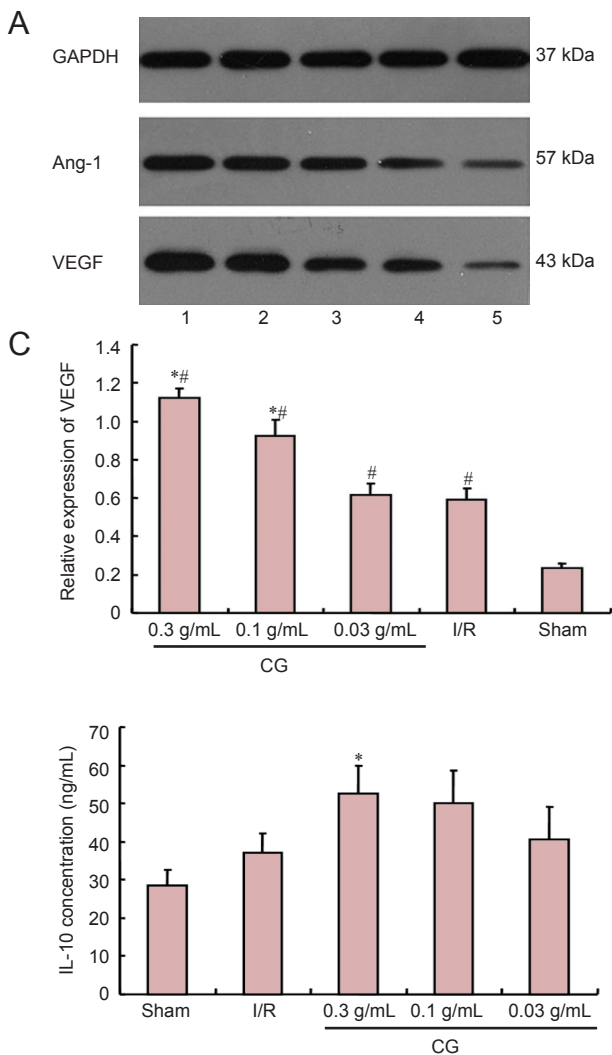 A
GAPDH
37 kDa
Ang-1
57 kDa
VEGF
43 kDa
1 2 3 4 5
C
Relative expression of VEGF
1.4
1.2
1.0
0.8
0.6
0.4
0.2
0
*#
*#
#
#
0.3 g/mL 0.1 g/mL 0.03 g/mL I/R Sham
CG
IL-10 concentration (ng/mL)
70
60
50
40
30
20
10
0
*
Sham I/R 0.3 g/mL 0.1 g/mL 0.03 g/mL
CG